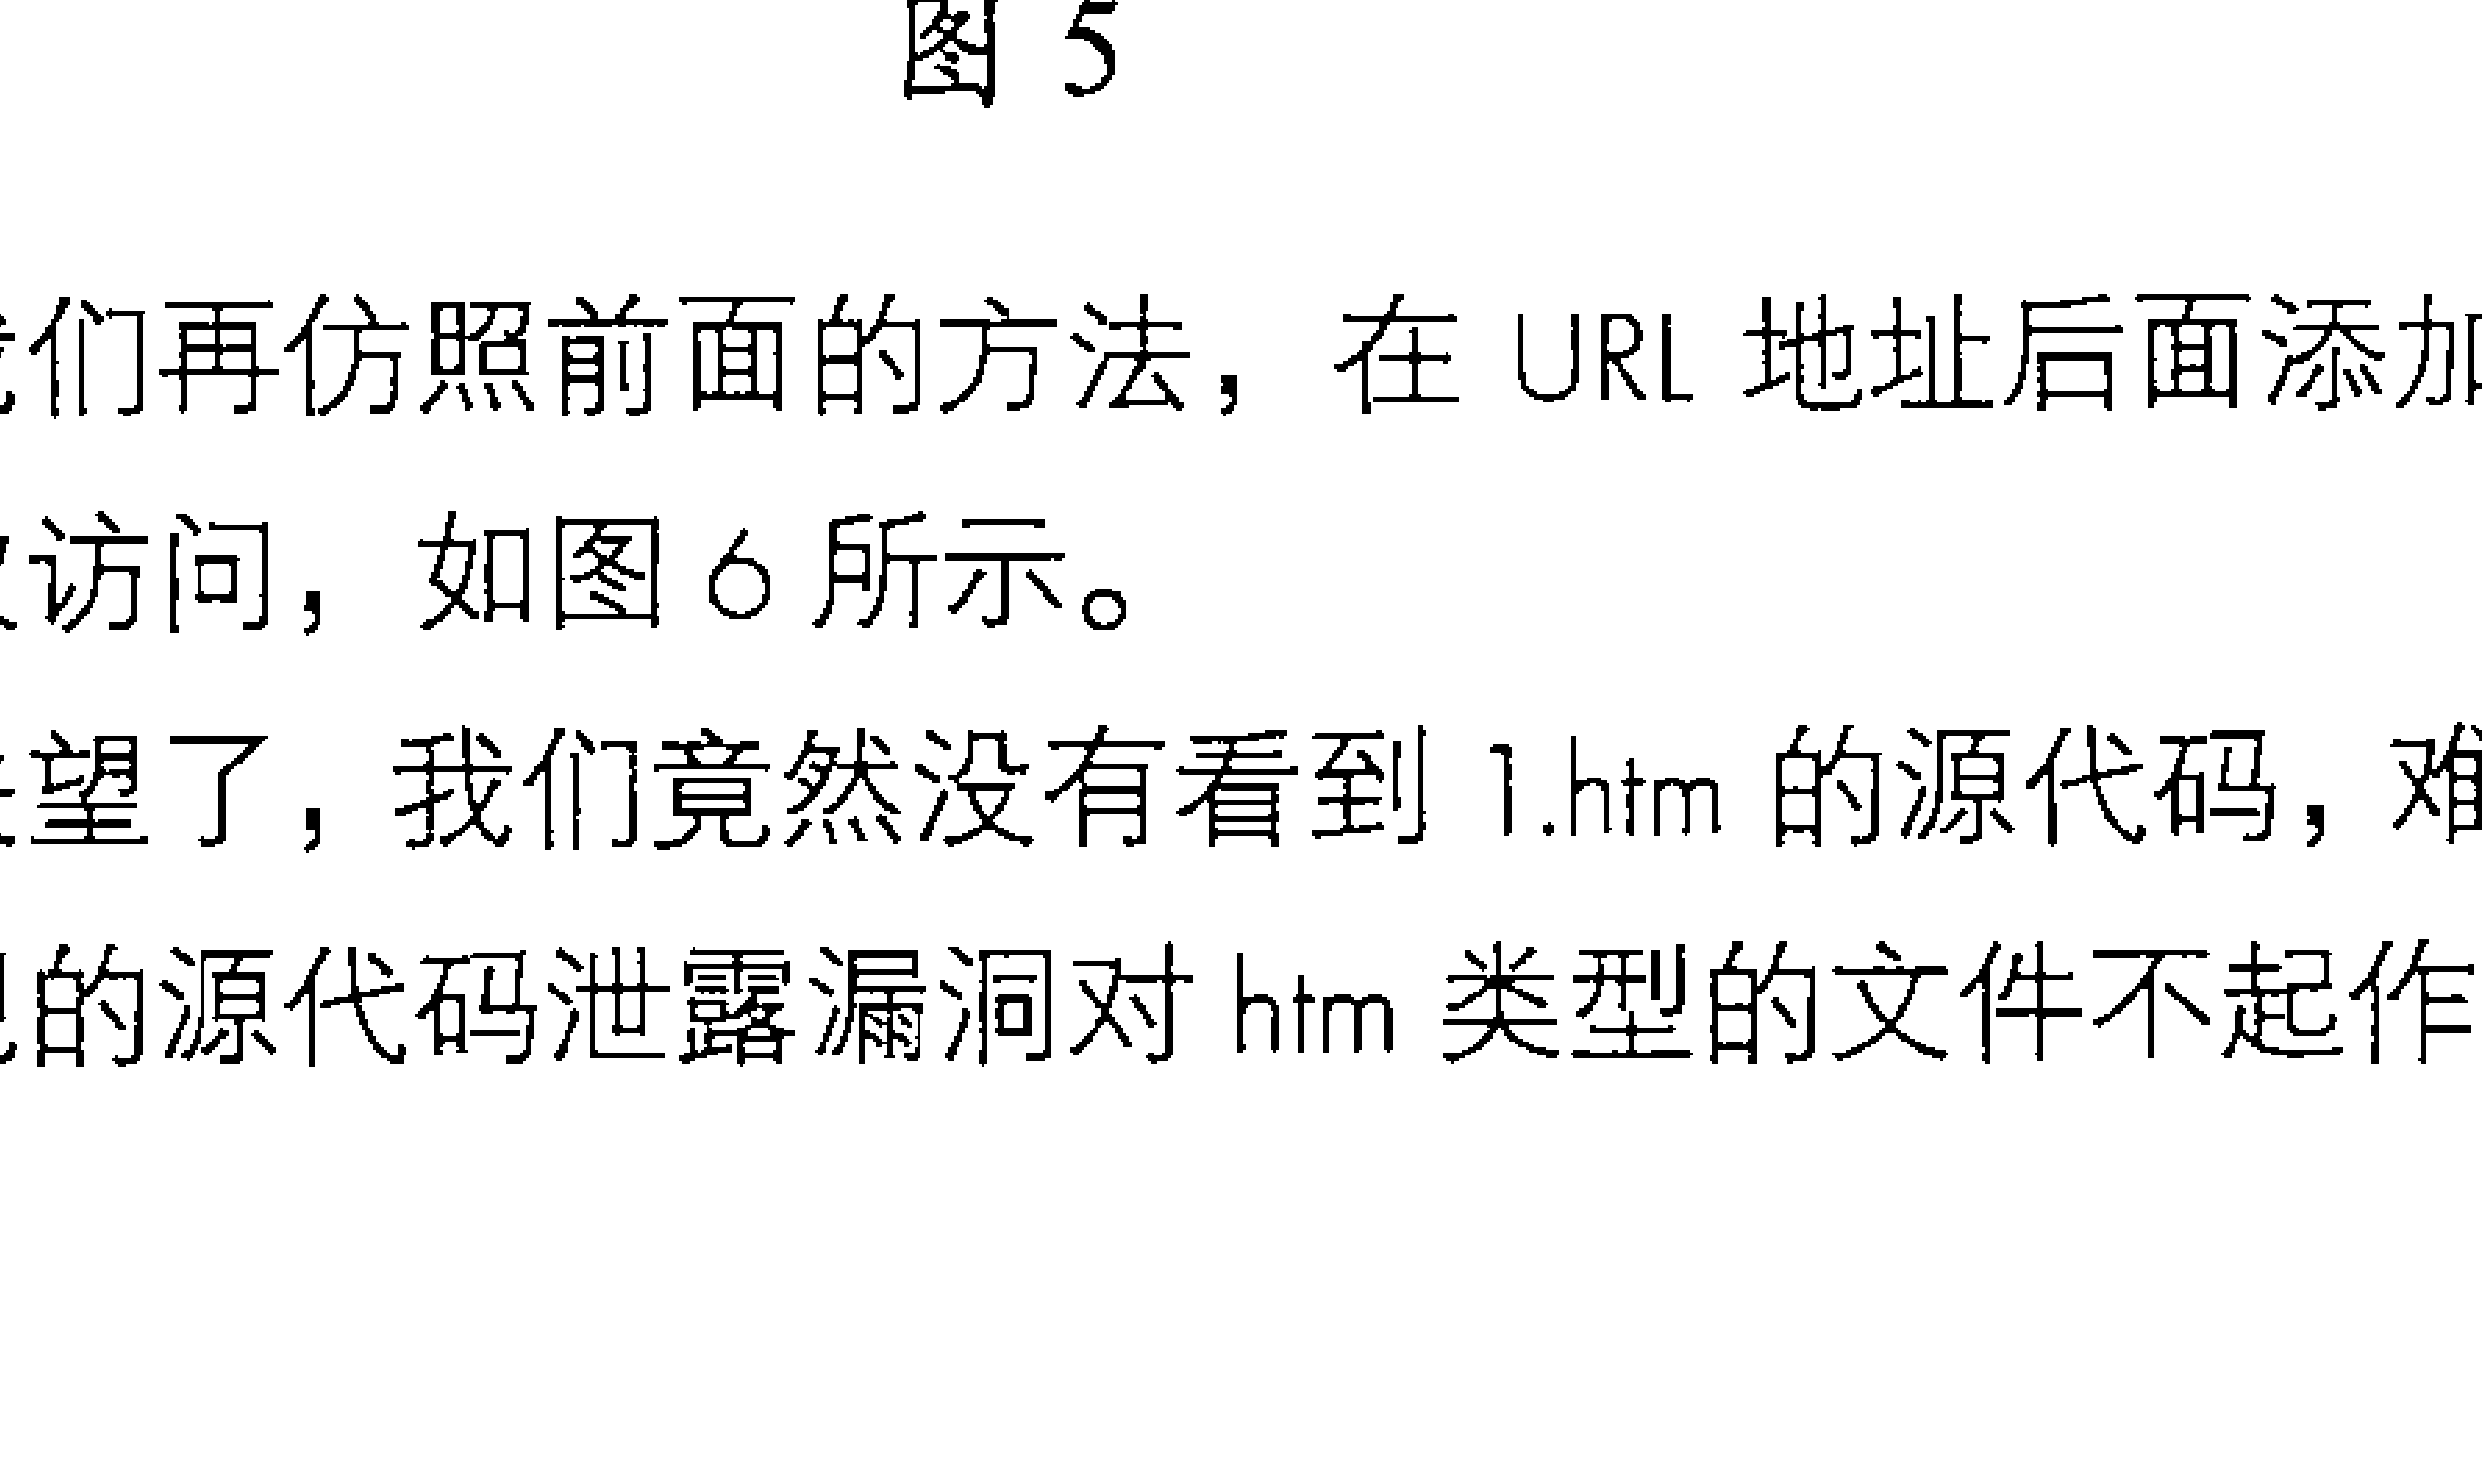 图 5
们再仿照前面的方法，在 URL 地址后面添加
访问，如图 6 所示。
望了，我们竟然没有看到 1.htm 的源代码，难
的源代码泄露漏洞对 htm 类型的文件不起作